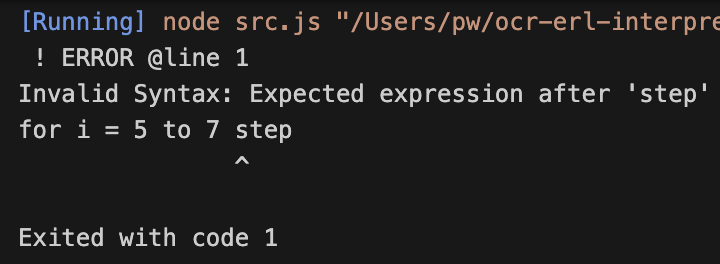 [Running] node src.js "/Users/pw/ocr-erl-interpre
! ERROR @line 1
Invalid Syntax: Expected expression after 'step'
for i = 5 to 7 step
^
Exited with code 1